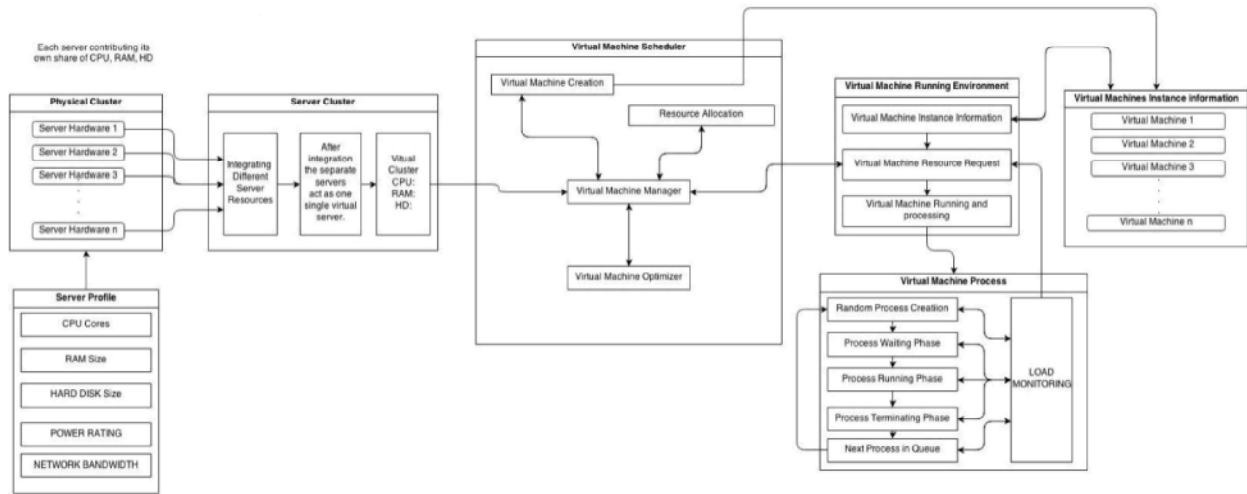 Each server contributing its
own share of CPU, RAM, HD
Physical Cluster
Server Hardware 1
Server Hardware 2
Server Hardware 3
Server Hardware n
Server Profile
CPU Cores
RAM Size
HARD DISK Size
POWER RATING
NETWORK BANDWIDTH
Server Cluster
Integrating
Different
Server
Resources
After
integration
the separate
servers
act as one
single virtual
server.
Vitual
Cluster
CPU:
RAM:
HD:
Virtual Machine Scheduler
Virtual Machine Creation
Resource Allocation
Virtual Machine Manager
Virtual Machine Optimizer
Virtual Machine Running Environment
Virtual Machine Instance Information
Virtual Machine Resource Request
Virtual Machine Running and
processing
Virtual Machines Instance information
Virtual Machine 1
Virtual Machine 2
Virtual Machine 3
Virtual Machine n
Virtual Machine Process
Random Process Creation
Process Waiting Phase
Process Running Phase
Process Terminating Phase
Next Process in Queue
LOAD
MONITORING